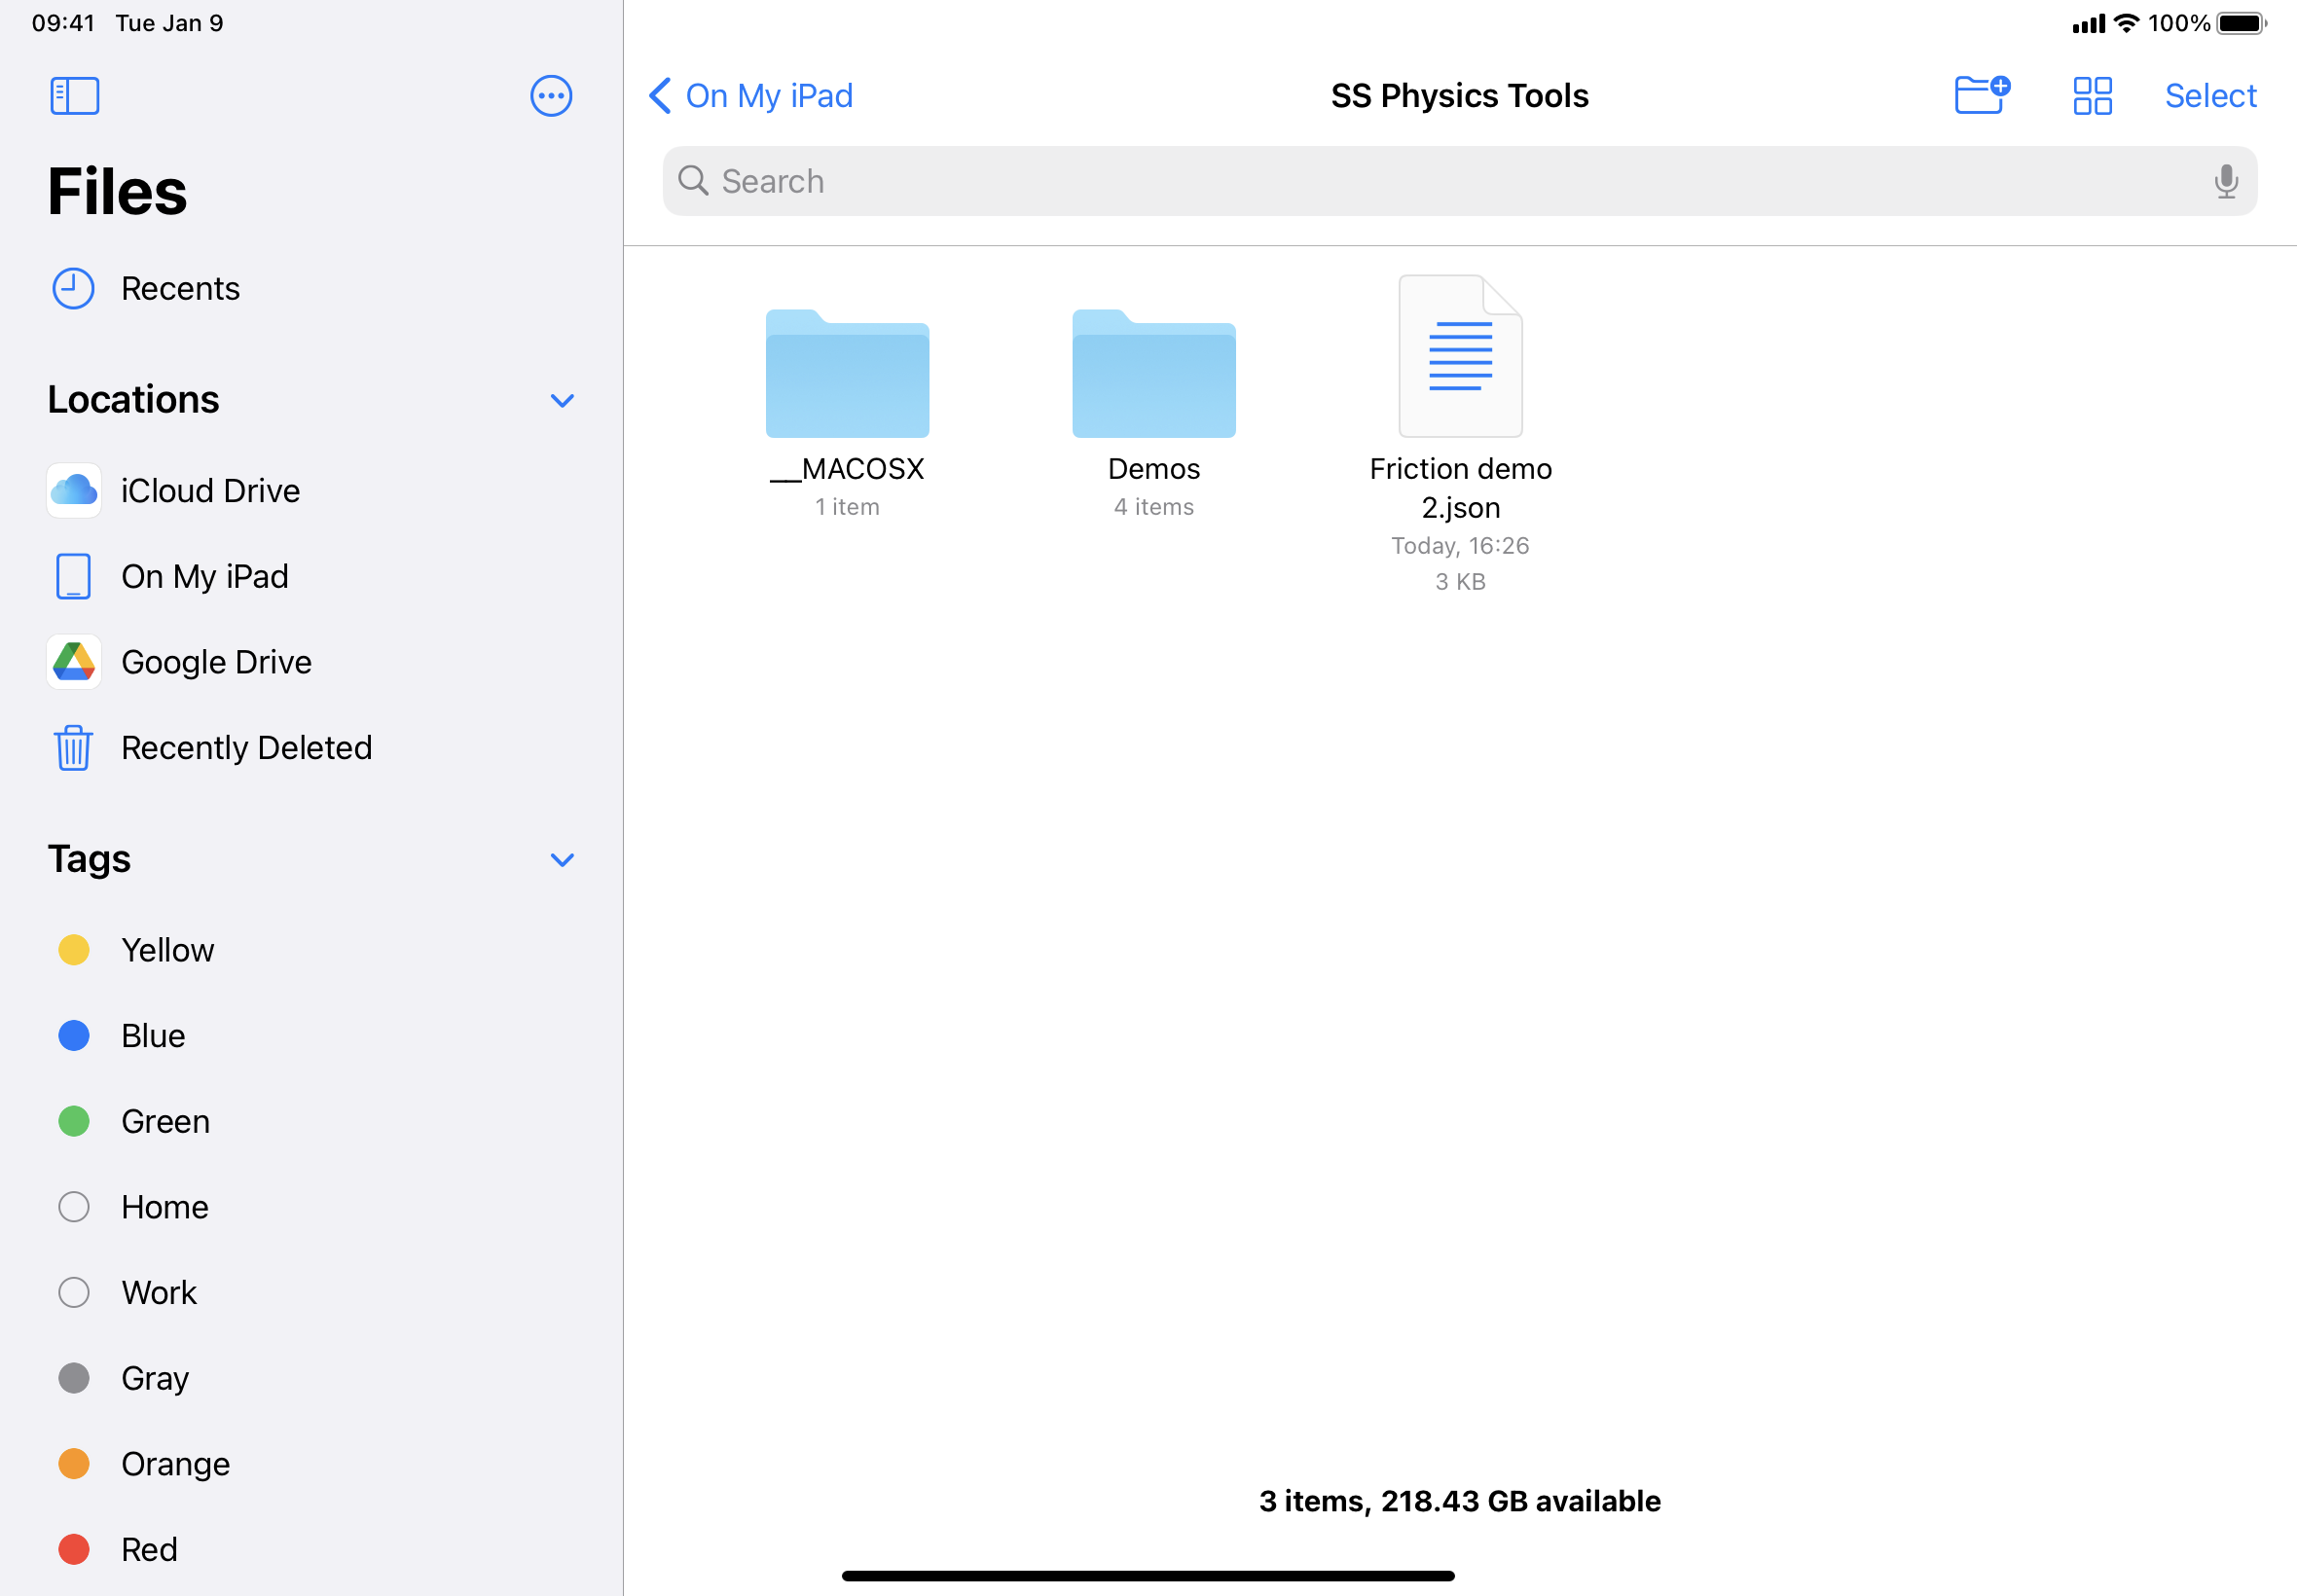 09:41 Tue Jan 9
100%
Files
Recents
Locations
iCloud Drive
On My iPad
Google Drive
Recently Deleted
Tags
Yellow
Blue
Green
Home
Work
Gray
Orange
Red
On My iPad
SS Physics Tools
Select
Search
__MACOSX
1 item
Demos
4 items
Friction demo
2.json
Today, 16:26
3 KB
3 items, 218.43 GB available